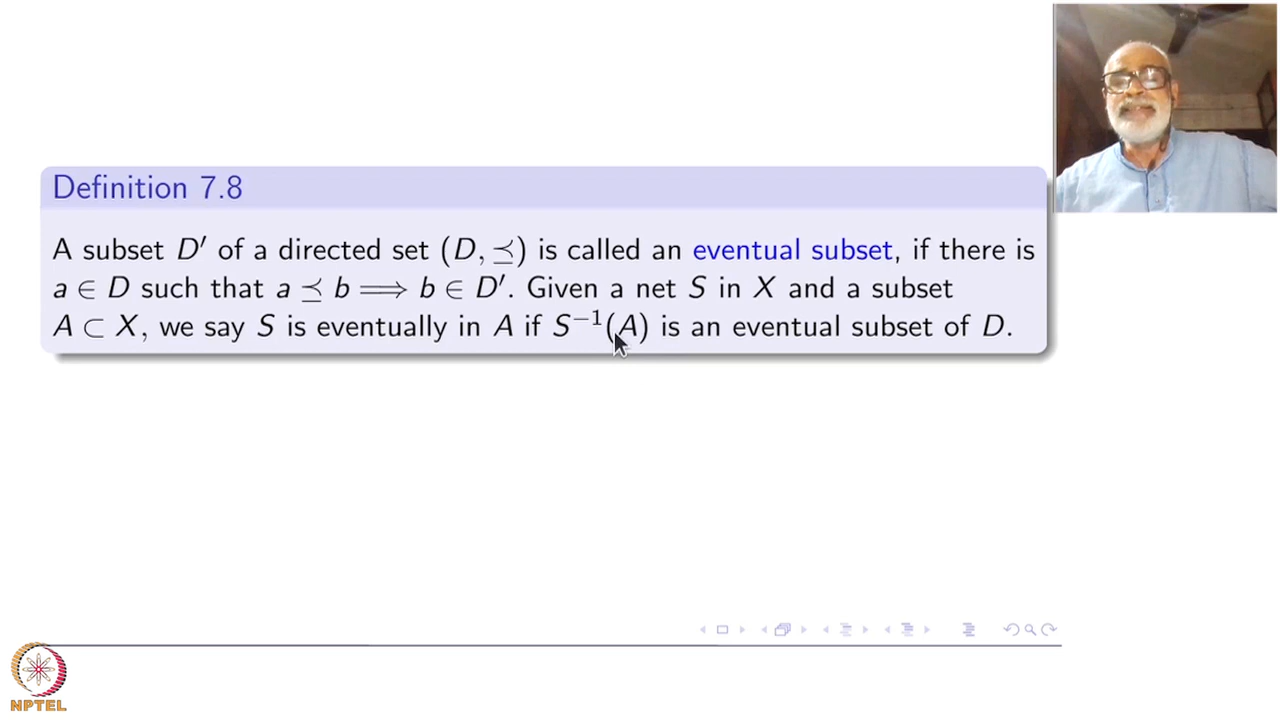 Definition 7.8
A subset D′ of a directed set (D, ⪯) is called an eventual subset, if there is
a ∈ D such that a ⪯ b ⟹ b ∈ D′. Given a net S in X and a subset
A ⊂ X, we say S is eventually in A if S⁻¹(A) is an eventual subset of D.
NPTEL